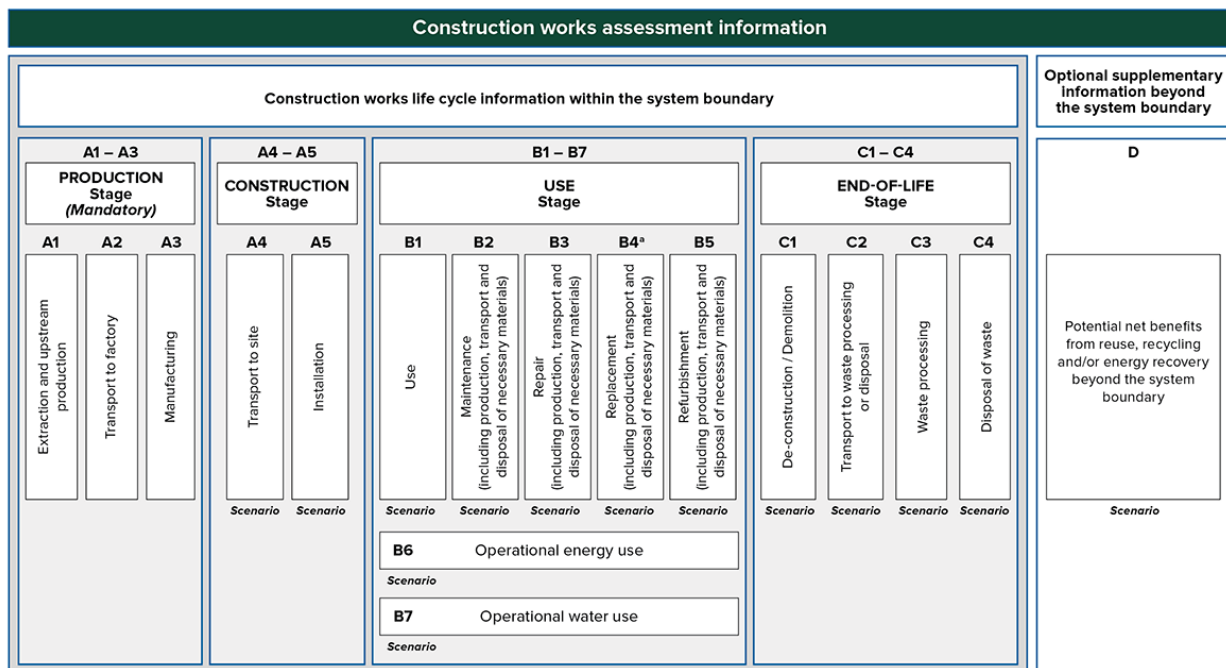 Construction works assessment information
Construction works life cycle information within the system boundary
Optional supplementary
information beyond
the system boundary
A1 – A3
PRODUCTION
Stage
(Mandatory)
A1
A2
A3
Extraction and upstream
production
Transport to factory
Manufacturing
A4 – A5
CONSTRUCTION
Stage
A4
A5
Transport to site
Installation
Scenario
Scenario
B1 – B7
USE
Stage
B1
B2
B3
B4ª
B5
Use
Maintenance
(including production, transport and
disposal of necessary materials)
Repair
(including production, transport and
disposal of necessary materials)
Replacement
(including production, transport and
disposal of necessary materials)
Refurbishment
(including production, transport and
disposal of necessary materials)
Scenario
Scenario
Scenario
Scenario
Scenario
B6 Operational energy use
Scenario
B7 Operational water use
Scenario
C1 – C4
END-OF-LIFE
Stage
C1
C2
C3
C4
De-construction / Demolition
Transport to waste processing
or disposal
Waste processing
Disposal of waste
Scenario
Scenario
Scenario
Scenario
D
Potential net benefits
from reuse, recycling
and/or energy recovery
beyond the system
boundary
Scenario